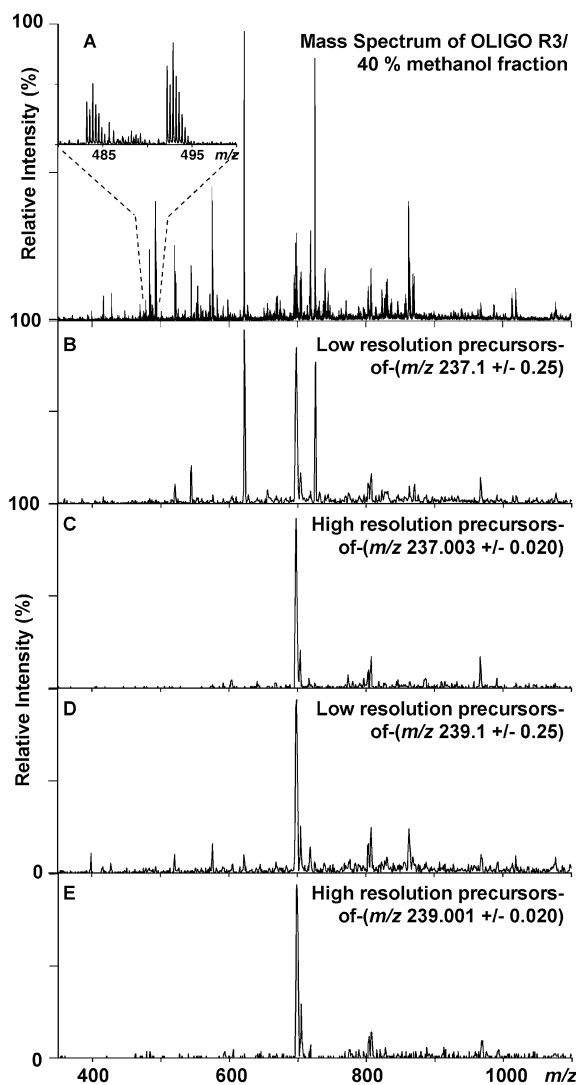 100
A
Mass Spectrum of OLIGO R3/
40 % methanol fraction
Relative Intensity (%)
485
495
m/z
100
B
Low resolution precursors-
of-(m/z 237.1 +/- 0.25)
100
C
High resolution precursors-
of-(m/z 237.003 +/- 0.020)
Relative Intensity (%)
D
Low resolution precursors-
of-(m/z 239.1 +/- 0.25)
0
E
High resolution precursors-
of-(m/z 239.001 +/- 0.020)
0
400
600
800
1000
m/z